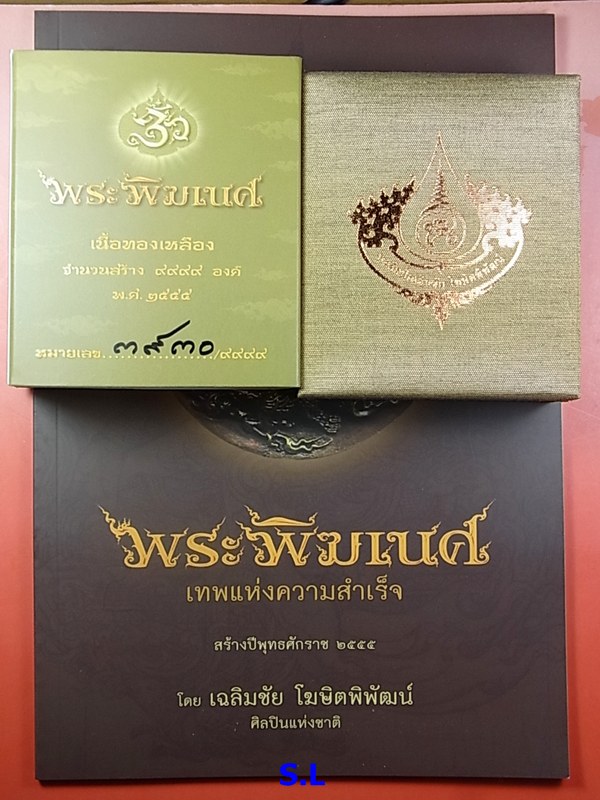 พระพิฆเนศ
เนื้อทองเหลือง
จำนวนสร้าง ๙๙๙๙ องค์
พ.ศ. ๒๕๕๕
หมายเลข....................../๙๙๙๙
๓๙๓๐
พระพิฆเนศ
เทพแห่งความสำเร็จ
สร้างปีพุทธศักราช ๒๕๕๕
โดย เฉลิมชัย โฆษิตพิพัฒน์
ศิลปินแห่งชาติ
S.L